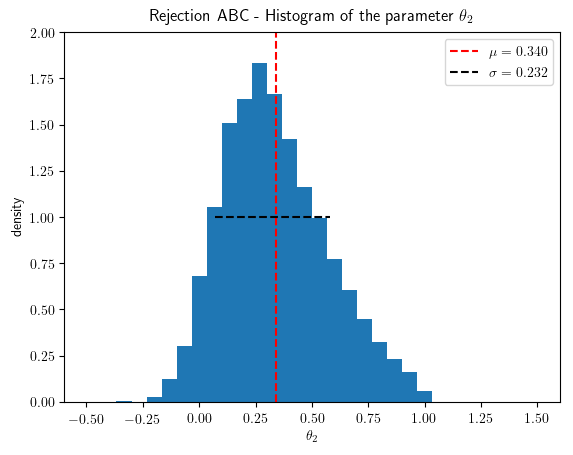 Rejection ABC - Histogram of the parameter θ₂
μ = 0.340
σ = 0.232
density
2.00
1.75
1.50
1.25
1.00
0.75
0.50
0.25
0.00
−0.50 −0.25 0.00 0.25 0.50 0.75 1.00 1.25 1.50
θ₂